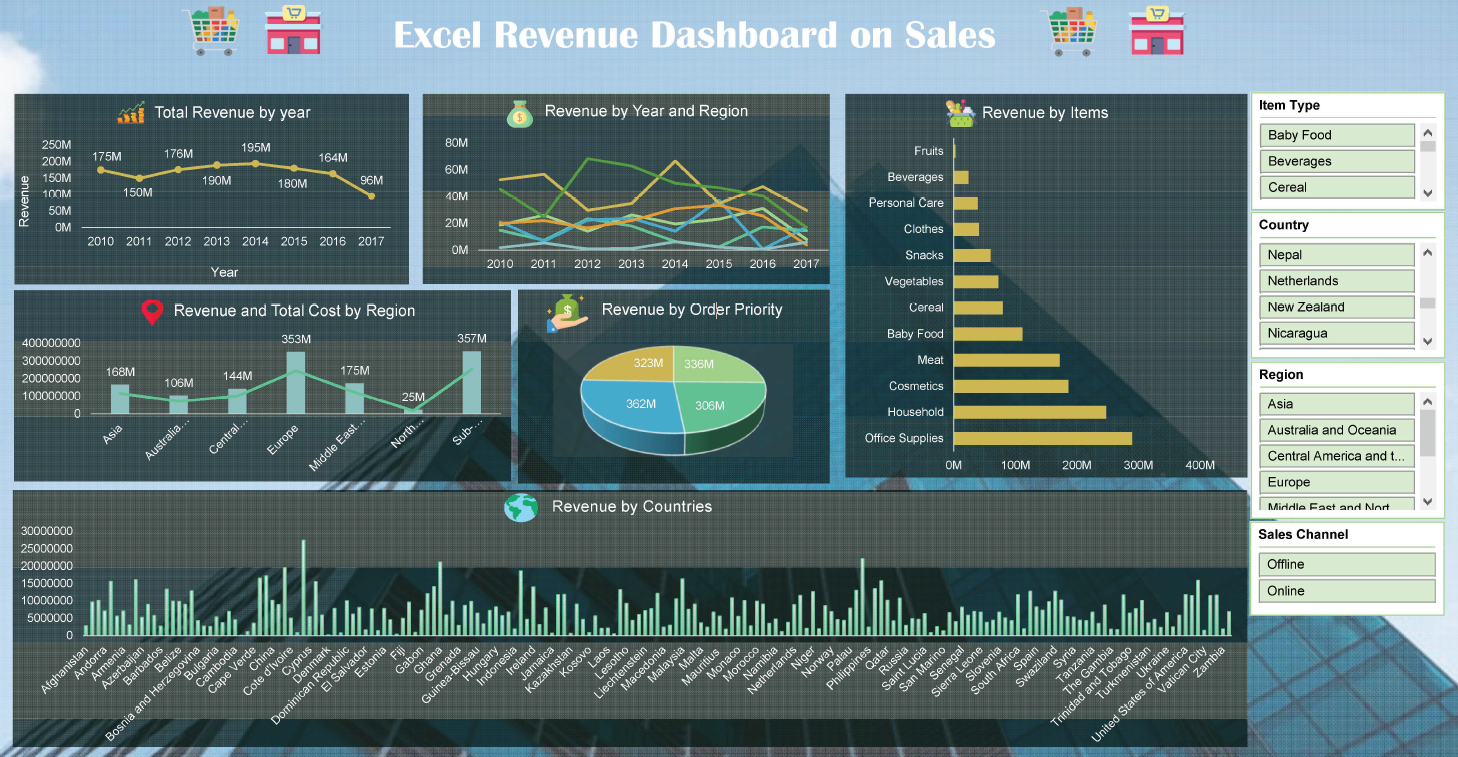 Excel Revenue Dashboard on Sales
Total Revenue by year
Revenue
250M
200M
150M
100M
50M
0M
175M
150M
176M
190M
195M
180M
164M
96M
2010 2011 2012 2013 2014 2015 2016 2017
Year
Revenue by Year and Region
80M
60M
40M
20M
0M
2010 2011 2012 2013 2014 2015 2016 2017
Revenue by Items
Fruits
Beverages
Personal Care
Clothes
Snacks
Vegetables
Cereal
Baby Food
Meat
Cosmetics
Household
Office Supplies
0M 100M 200M 300M 400M
Revenue and Total Cost by Region
400000000
300000000
200000000
100000000
0
168M
106M
144M
353M
175M
25M
357M
Asia
Australia...
Central...
Europe
Middle East...
North...
Sub-...
Revenue by Order Priority
323M
336M
362M
306M
Revenue by Countries
30000000
25000000
20000000
15000000
10000000
5000000
0
Afghanistan
Andorra
Armenia
Azerbaijan
Barbados
Belize
Bosnia and Herzegovina
Bulgaria
Cambodia
Cape Verde
China
Cote d'Ivoire
Cyprus
Denmark
Dominican Republic
El Salvador
Estonia
Fiji
Gabon
Ghana
Grenada
Guinea-Bissau
Hungary
Indonesia
Ireland
Jamaica
Kazakhstan
Kosovo
Laos
Lesotho
Liechtenstein
Macedonia
Malaysia
Malta
Mauritius
Monaco
Morocco
Namibia
Netherlands
Niger
Norway
Palau
Philippines
Qatar
Russia
Saint Lucia
San Marino
Senegal
Sierra Leone
Slovenia
South Africa
Spain
Swaziland
Syria
Tanzania
The Gambia
Trinidad and Tobago
Turkmenistan
Ukraine
United States of America
Vatican City
Zambia
Item Type
Baby Food
Beverages
Cereal
Country
Nepal
Netherlands
New Zealand
Nicaragua
Region
Asia
Australia and Oceania
Central America and t...
Europe
Middle East and Nort...
Sales Channel
Offline
Online